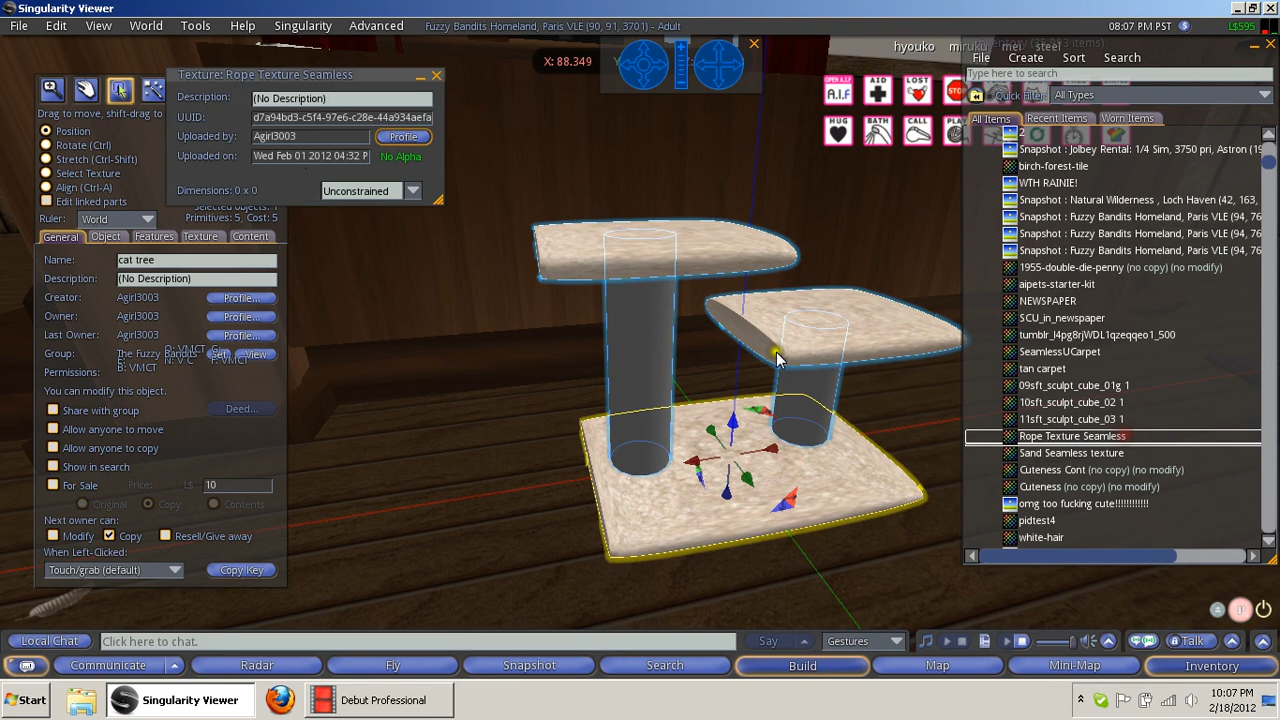 Singularity Viewer
File Edit View World Tools Help Singularity Advanced Fuzzy Bandits Homeland, Paris VLE (90, 91, 3701) - Adult 08:07 PM PST L$595
Texture: Rope Texture Seamless
Description: (No Description)
UUID: d7a94bd3-c5f4-97e6-c28e-44a934aefa
Uploaded by: Agirl3003 Profile...
Uploaded on: Wed Feb 01 2012 04:32 P No Alpha
Dimensions: 0 x 0 Unconstrained
Drag to move, shift-drag to
Position
Rotate (Ctrl)
Stretch (Ctrl-Shift)
Select Texture
Align (Ctrl-A)
Edit linked parts
Ruler: World
Selected objects: 1
Primitives: 5, Cost: 5
General Object Features Texture Content
Name: cat tree
Description: (No Description)
Creator: Agirl3003 Profile...
Owner: Agirl3003 Profile...
Last Owner: Agirl3003 Profile...
Group: The Fuzzy Bandits Set View
Permissions:
B: VMCT
You can modify this object.
Share with group Deed...
Allow anyone to move
Allow anyone to copy
Show in search
For Sale Price: L$ 10
Original Copy Contents
Next owner can:
Modify Copy Resell/Give away
When Left-Clicked:
Touch/grab (default) Copy Key
X: 88.349
hyouko miruku mei steel
OPEN A.I.F AID LOST STOP
A.I.F
HUG BATH CALL PLAY
File Create Sort Search
Type here to search
Quick Filter: All Types
All Items Recent Items Worn Items
2
Snapshot : Jolbey Rental: 1/4 Sim, 3750 pri, Astron (19
birch-forest-tile
WTH RAINIE!
Snapshot : Natural Wilderness , Loch Haven (42, 163,
Snapshot : Fuzzy Bandits Homeland, Paris VLE (94, 76
Snapshot : Fuzzy Bandits Homeland, Paris VLE (94, 76
Snapshot : Fuzzy Bandits Homeland, Paris VLE (94, 76
1955-double-die-penny (no copy) (no modify)
aipets-starter-kit
NEWSPAPER
SCU_in_newspaper
tumblr_l4pg8rjWDL1qzeqqeo1_500
SeamlessUCarpet
tan carpet
09sft_sculpt_cube_01g 1
10sft_sculpt_cube_02 1
11sft_sculpt_cube_03 1
Rope Texture Seamless
Sand Seamless texture
Cuteness Cont (no copy) (no modify)
Cuteness (no copy) (no modify)
omg too fucking cute!!!!!!!!!!!!
pidtest4
white-hair
Local Chat Click here to chat. Say Gestures Talk
Communicate Radar Fly Snapshot Search Build Map Mini-Map Inventory
Start Singularity Viewer Debut Professional
10:07 PM
2/18/2012